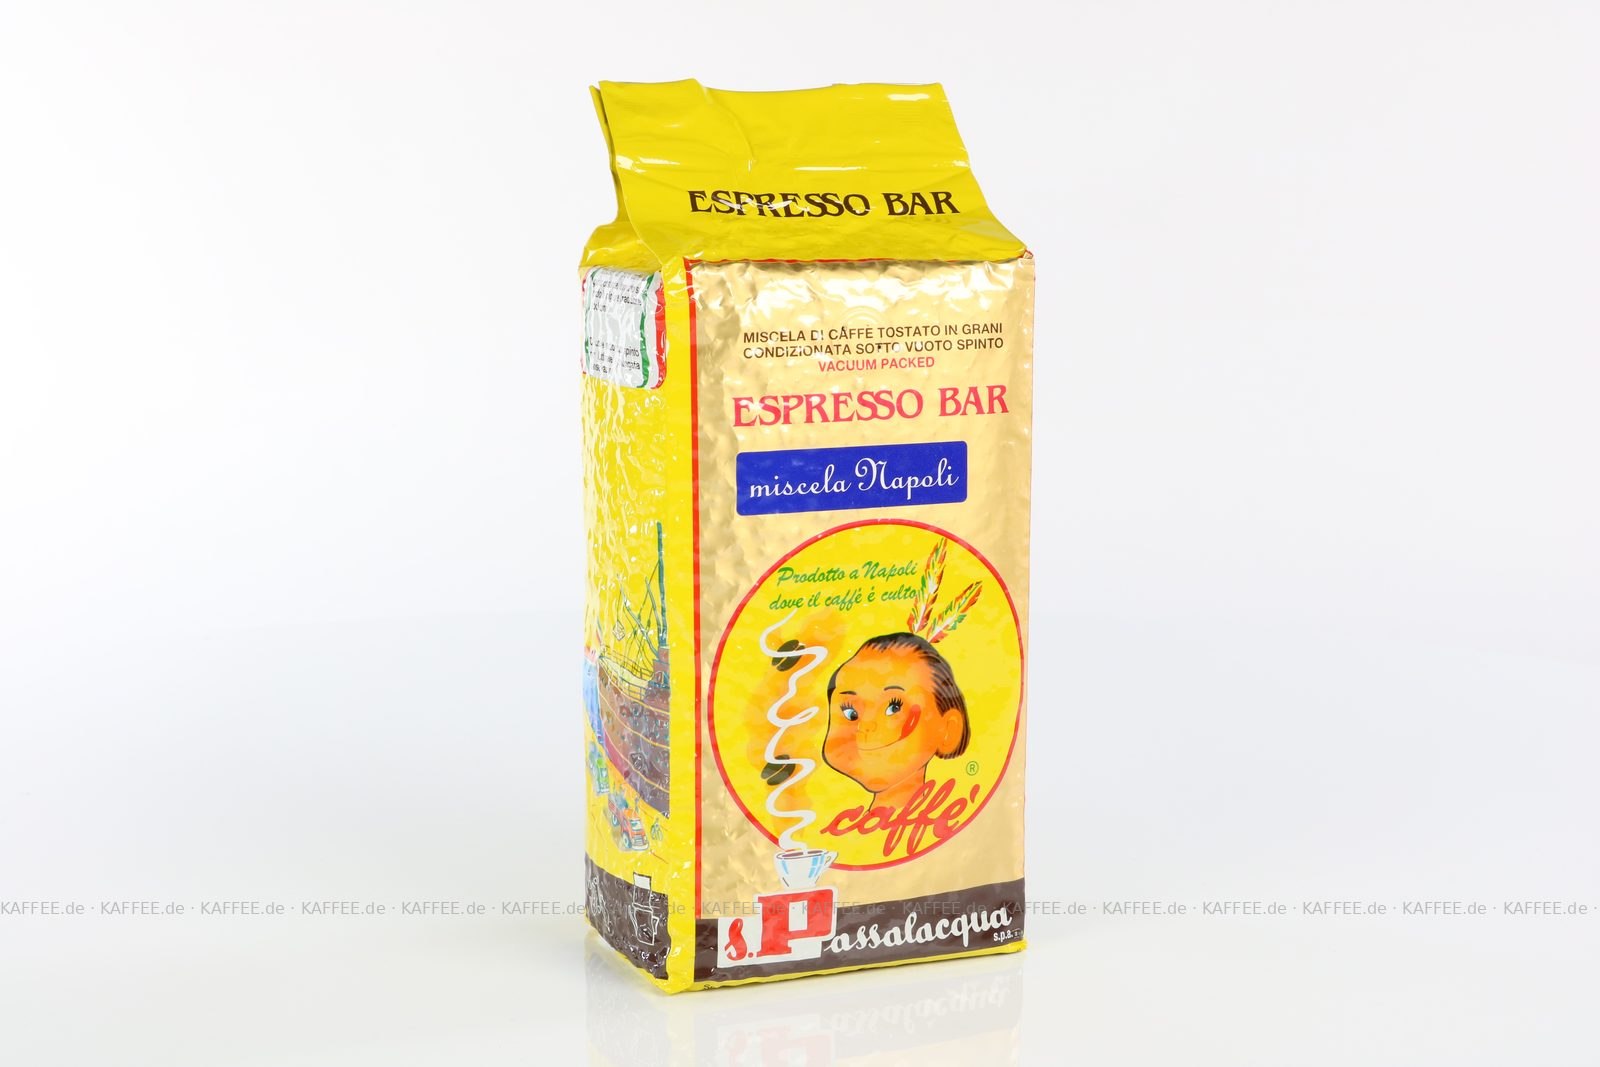 ESPRESSO BAR
MISCELA DI CAFFÈ TOSTATO IN GRANI
CONDIZIONATA SOTTO VUOTO SPINTO
VACUUM PACKED
ESPRESSO BAR
miscela Napoli
Prodotto a Napoli
dove il caffè è culto
®
caffè
S. Passalacqua
s.p.a.
KAFFEE.de · KAFFEE.de · KAFFEE.de · KAFFEE.de · KAFFEE.de · KAFFEE.de · KAFFEE.de · KAFFEE.de · KAFFEE.de · KAFFEE.de · KAFFEE.de · KAFFEE.de · KAFFEE.de · KAFFEE.de · KAFFEE.de · KAFFEE.de ·